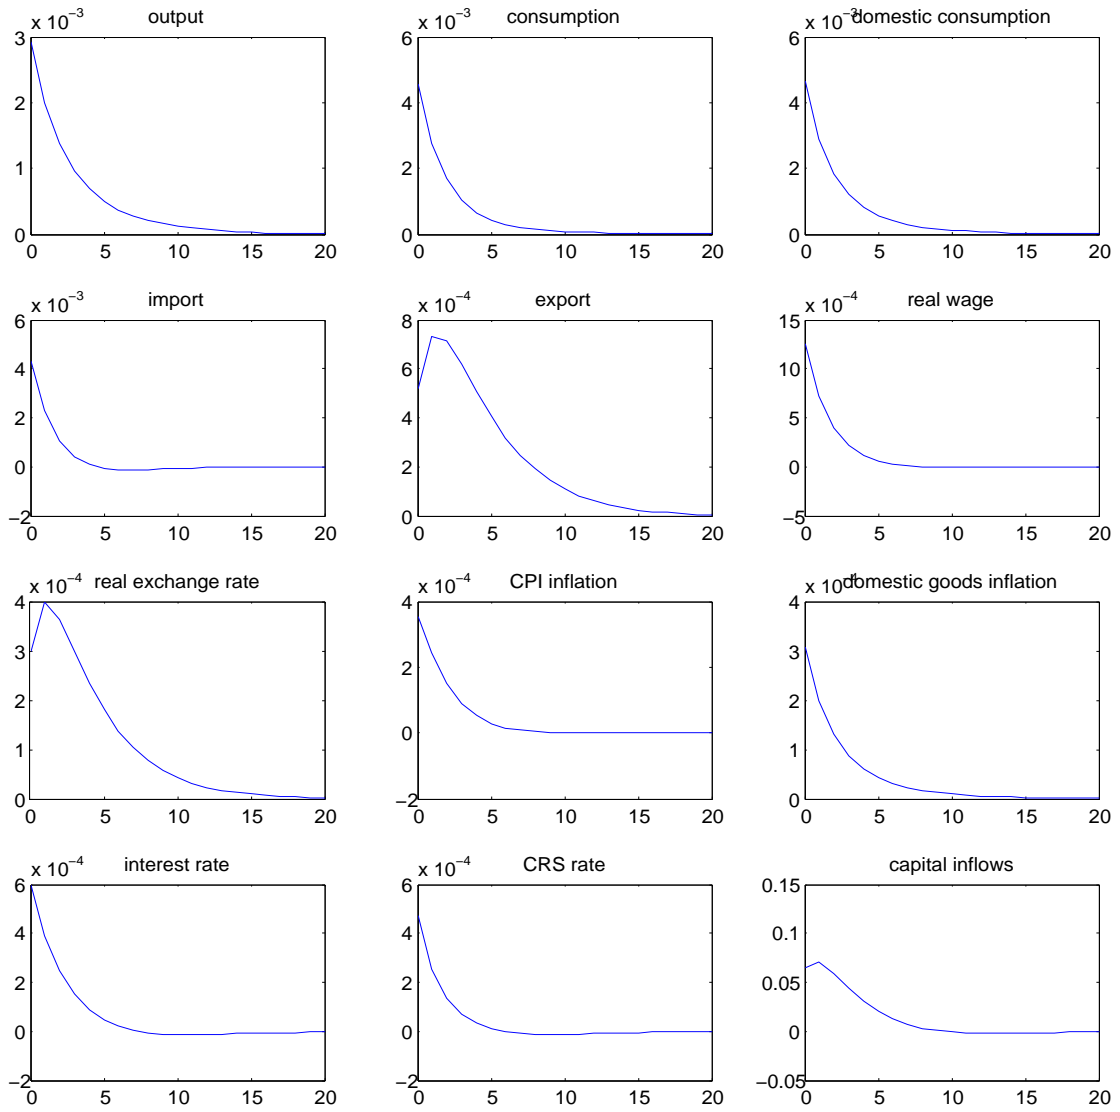 output
x 10−3
3
2
1
0
0 5 10 15 20
consumption
x 10−3
6
4
2
0
0 5 10 15 20
domestic consumption
x 10−3
6
4
2
0
0 5 10 15 20
import
x 10−3
6
4
2
0
−2
0 5 10 15 20
export
x 10−4
8
6
4
2
0
0 5 10 15 20
real wage
x 10−4
15
10
5
0
−5
0 5 10 15 20
real exchange rate
x 10−4
4
3
2
1
0
0 5 10 15 20
CPI inflation
x 10−4
4
2
0
−2
0 5 10 15 20
domestic goods inflation
x 10−4
4
3
2
1
0
0 5 10 15 20
interest rate
x 10−4
6
4
2
0
−2
0 5 10 15 20
CRS rate
x 10−4
6
4
2
0
−2
0 5 10 15 20
capital inflows
0.15
0.1
0.05
0
−0.05
0 5 10 15 20